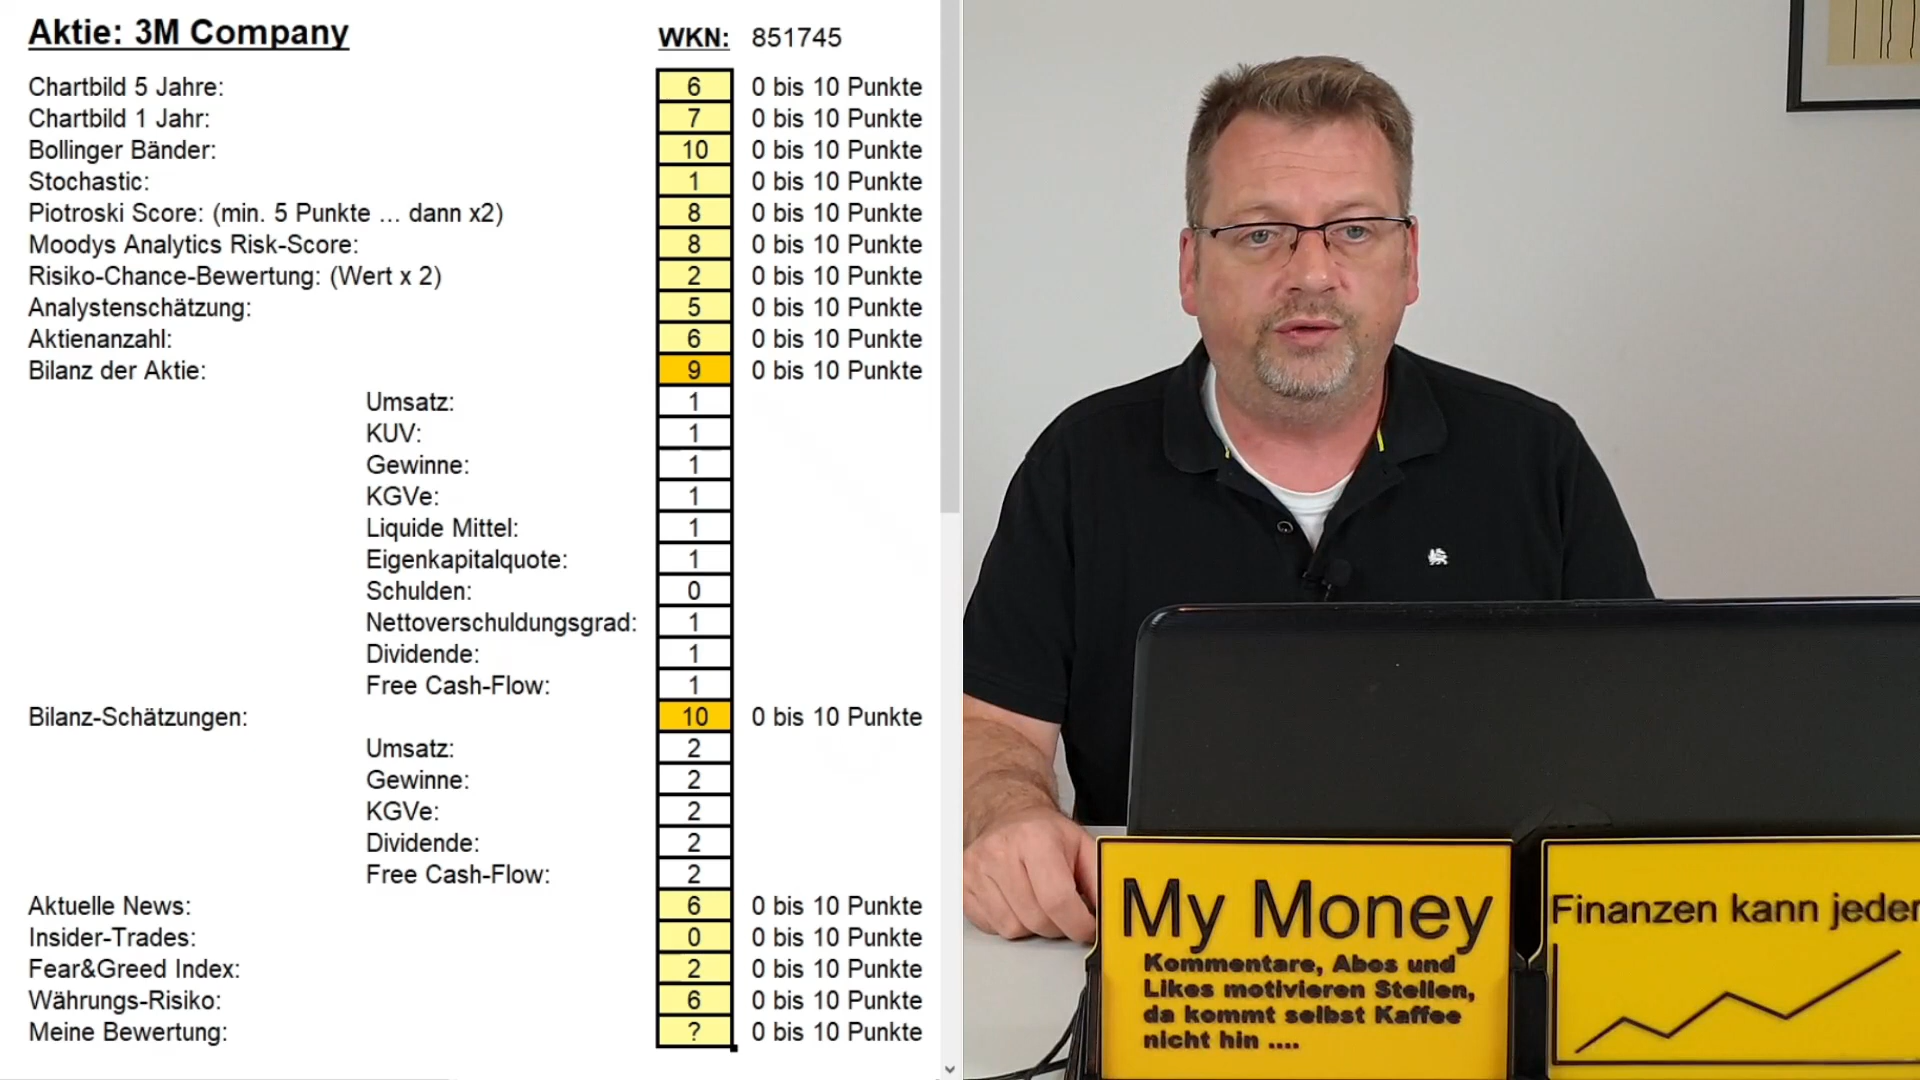 Aktie: 3M Company WKN: 851745
Chartbild 5 Jahre: 6 0 bis 10 Punkte
Chartbild 1 Jahr: 7 0 bis 10 Punkte
Bollinger Bänder: 10 0 bis 10 Punkte
Stochastic: 1 0 bis 10 Punkte
Piotroski Score: (min. 5 Punkte ... dann x2) 8 0 bis 10 Punkte
Moodys Analytics Risk-Score: 8 0 bis 10 Punkte
Risiko-Chance-Bewertung: (Wert x 2) 2 0 bis 10 Punkte
Analystenschätzung: 5 0 bis 10 Punkte
Aktienanzahl: 6 0 bis 10 Punkte
Bilanz der Aktie: 9 0 bis 10 Punkte
Umsatz: 1
KUV: 1
Gewinne: 1
KGVe: 1
Liquide Mittel: 1
Eigenkapitalquote: 1
Schulden: 0
Nettoverschuldungsgrad: 1
Dividende: 1
Free Cash-Flow: 1
Bilanz-Schätzungen: 10 0 bis 10 Punkte
Umsatz: 2
Gewinne: 2
KGVe: 2
Dividende: 2
Free Cash-Flow: 2
Aktuelle News: 6 0 bis 10 Punkte
Insider-Trades: 0 0 bis 10 Punkte
Fear&Greed Index: 2 0 bis 10 Punkte
Währungs-Risiko: 6 0 bis 10 Punkte
Meine Bewertung: ? 0 bis 10 Punkte
My Money
Kommentare, Abos und
Likes motivieren Stellen,
da kommt selbst Kaffee
nicht hin ....
Finanzen kann jeder